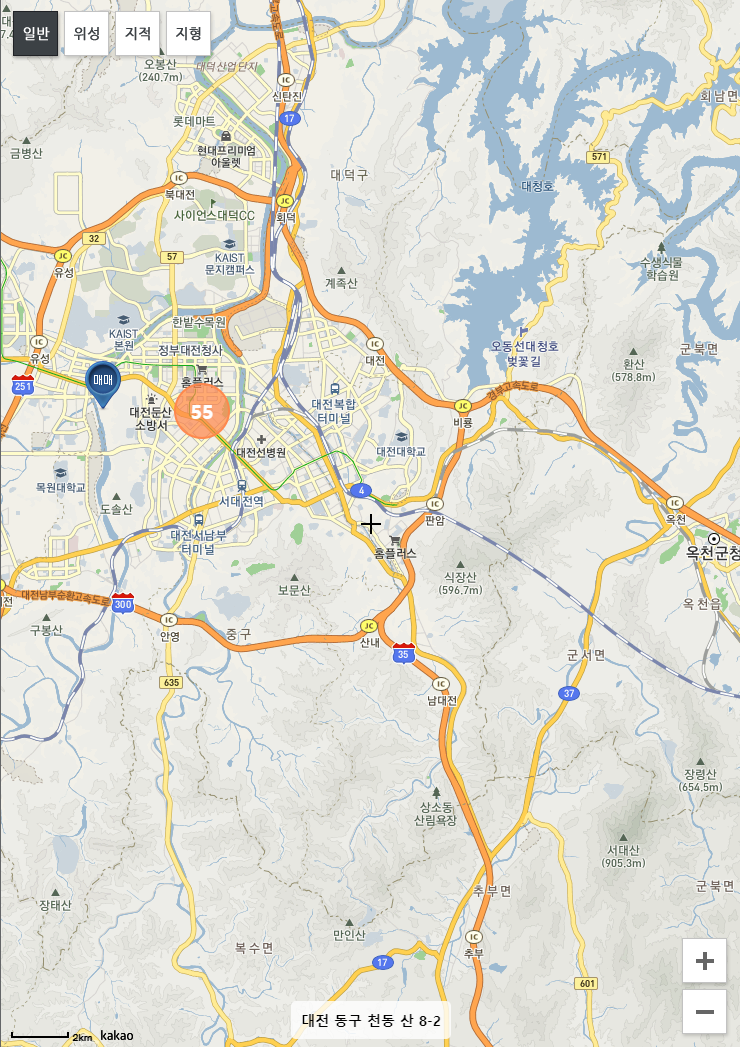 일반
위성
지적
지형
오봉산
(240.7m)
대덕산업단지
IC
신탄진
17
회남면
롯데마트
현대프리미엄
아울렛
금병산
571
IC
북대전
대덕구
대청호
JC
회덕
사이언스대덕CC
32
KAIST
문지캠퍼스
57
JC
유성
수생식물
학습원
계족산
한밭수목원
KAIST
본원
IC
유성
정부대전청사
IC
대전
오동선대청호
벚꽃길
군북면
환산
(578.8m)
251
매매
홈플러스
55
대전둔산
소방서
대전복합
터미널
경부고속도로
JC
비룡
대전선병원
대전대학교
목원대학교
도솔산
서대전역
4
IC
판암
IC
옥천
대전서남부
터미널
홈플러스
옥천군청
식장산
(596.7m)
보문산
대전남부순환고속도로
300
구봉산
IC
안영
중구
JC
산내
35
옥천읍
군서면
635
IC
남대전
37
장령산
(654.5m)
상소동
산림욕장
서대산
(905.3m)
추부면
군북면
장태산
만인산
복수면
IC
추부
17
601
대전 동구 천동 산 8-2
2km
kakao